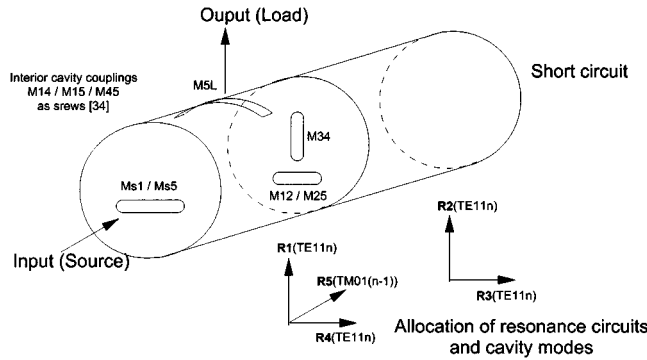 Ouput (Load)
Interior cavity couplings
M14 / M15 / M45
as srews [34]
M5L
Short circuit
M34
Ms1 / Ms5
M12 / M25
Input (Source)
R1(TE11n)
R5(TM01(n-1))
R4(TE11n)
R2(TE11n)
R3(TE11n)
Allocation of resonance circuits
and cavity modes